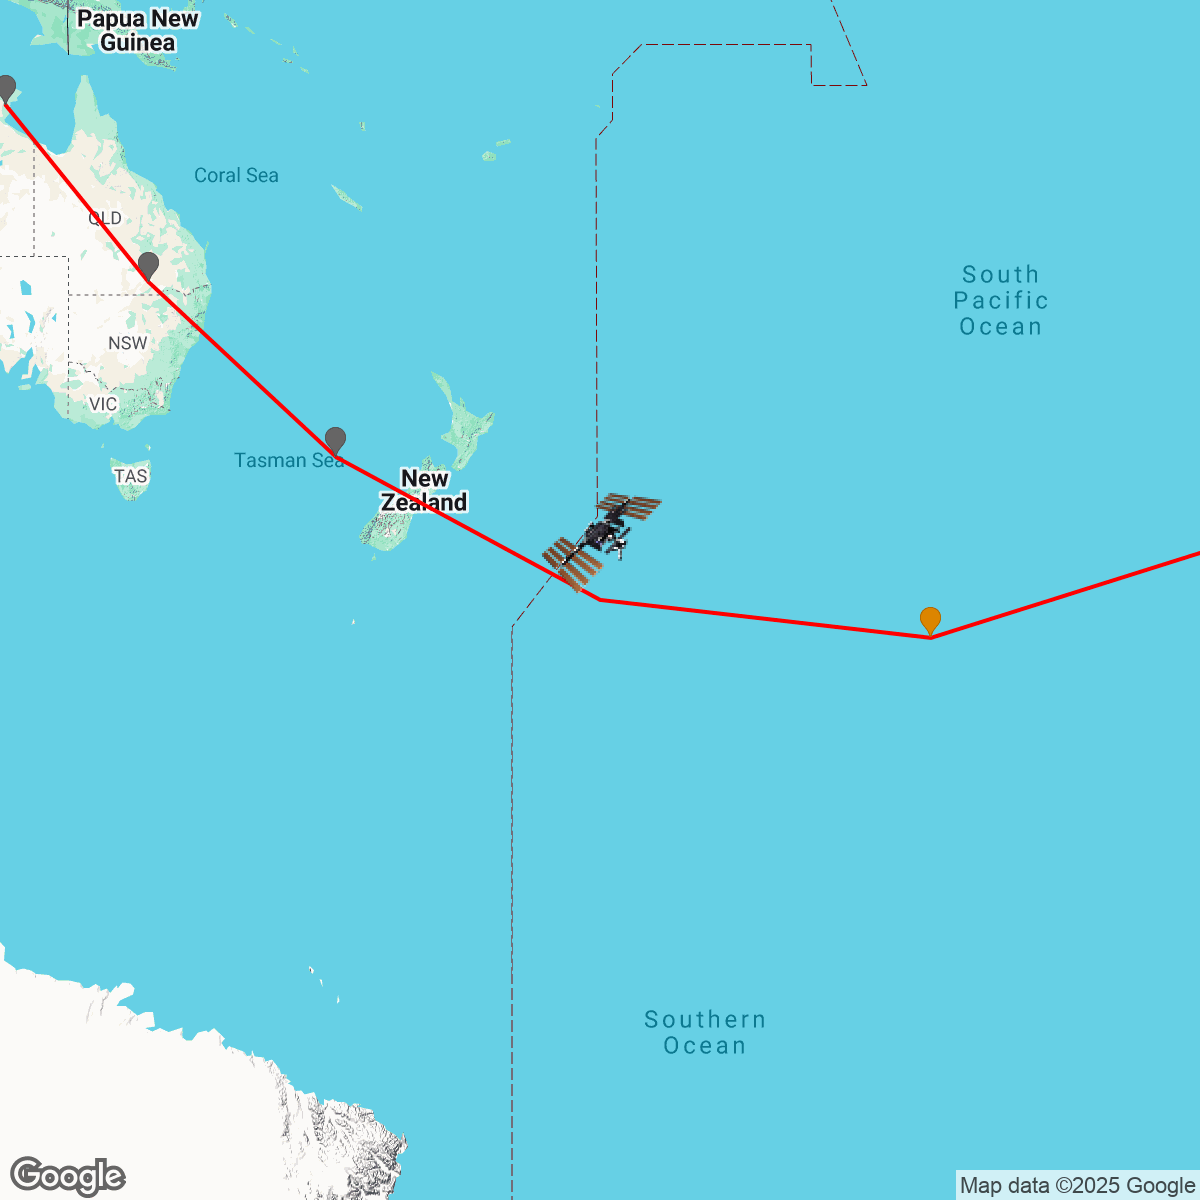 Papua New
Guinea
Coral Sea
QLD
South
Pacific
Ocean
NSW
VIC
Tasman Sea
TAS
New
Zealand
Southern
Ocean
Google
Map data ©2025 Google